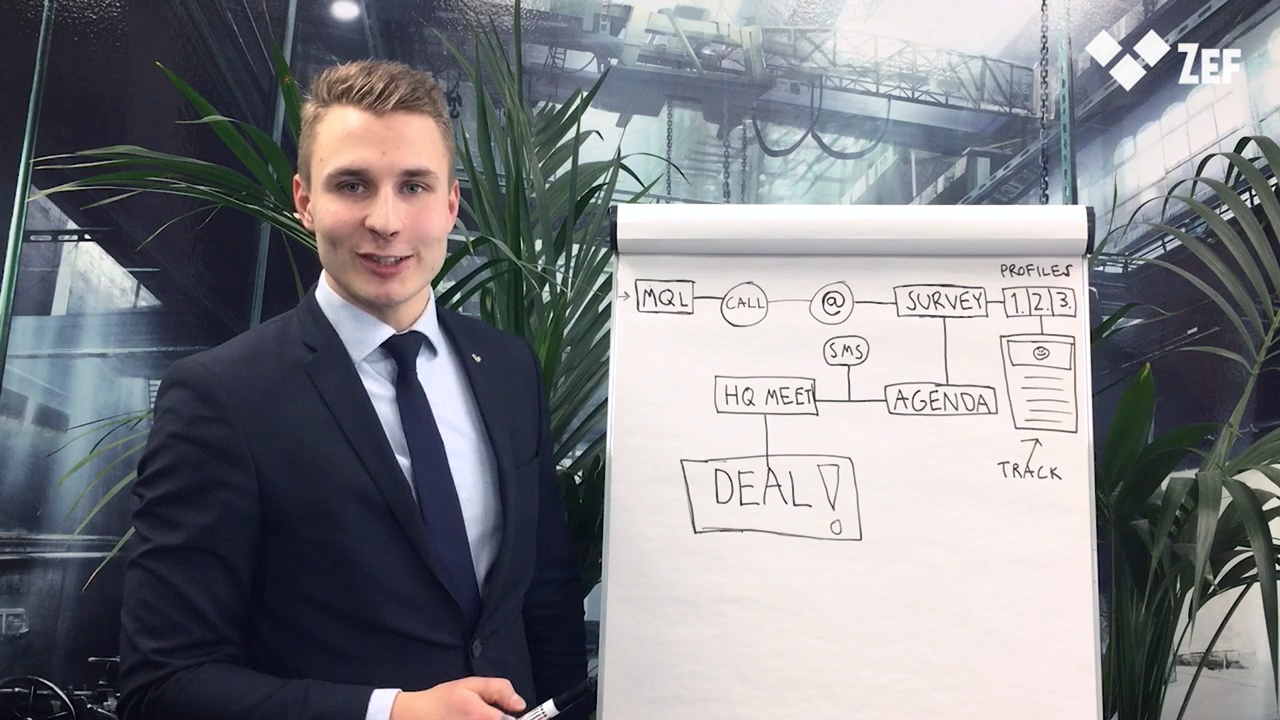 ZEF
PROFILES
MQL CALL @ SURVEY 1. 2. 3.
SMS
HQ MEET AGENDA
TRACK
DEAL!